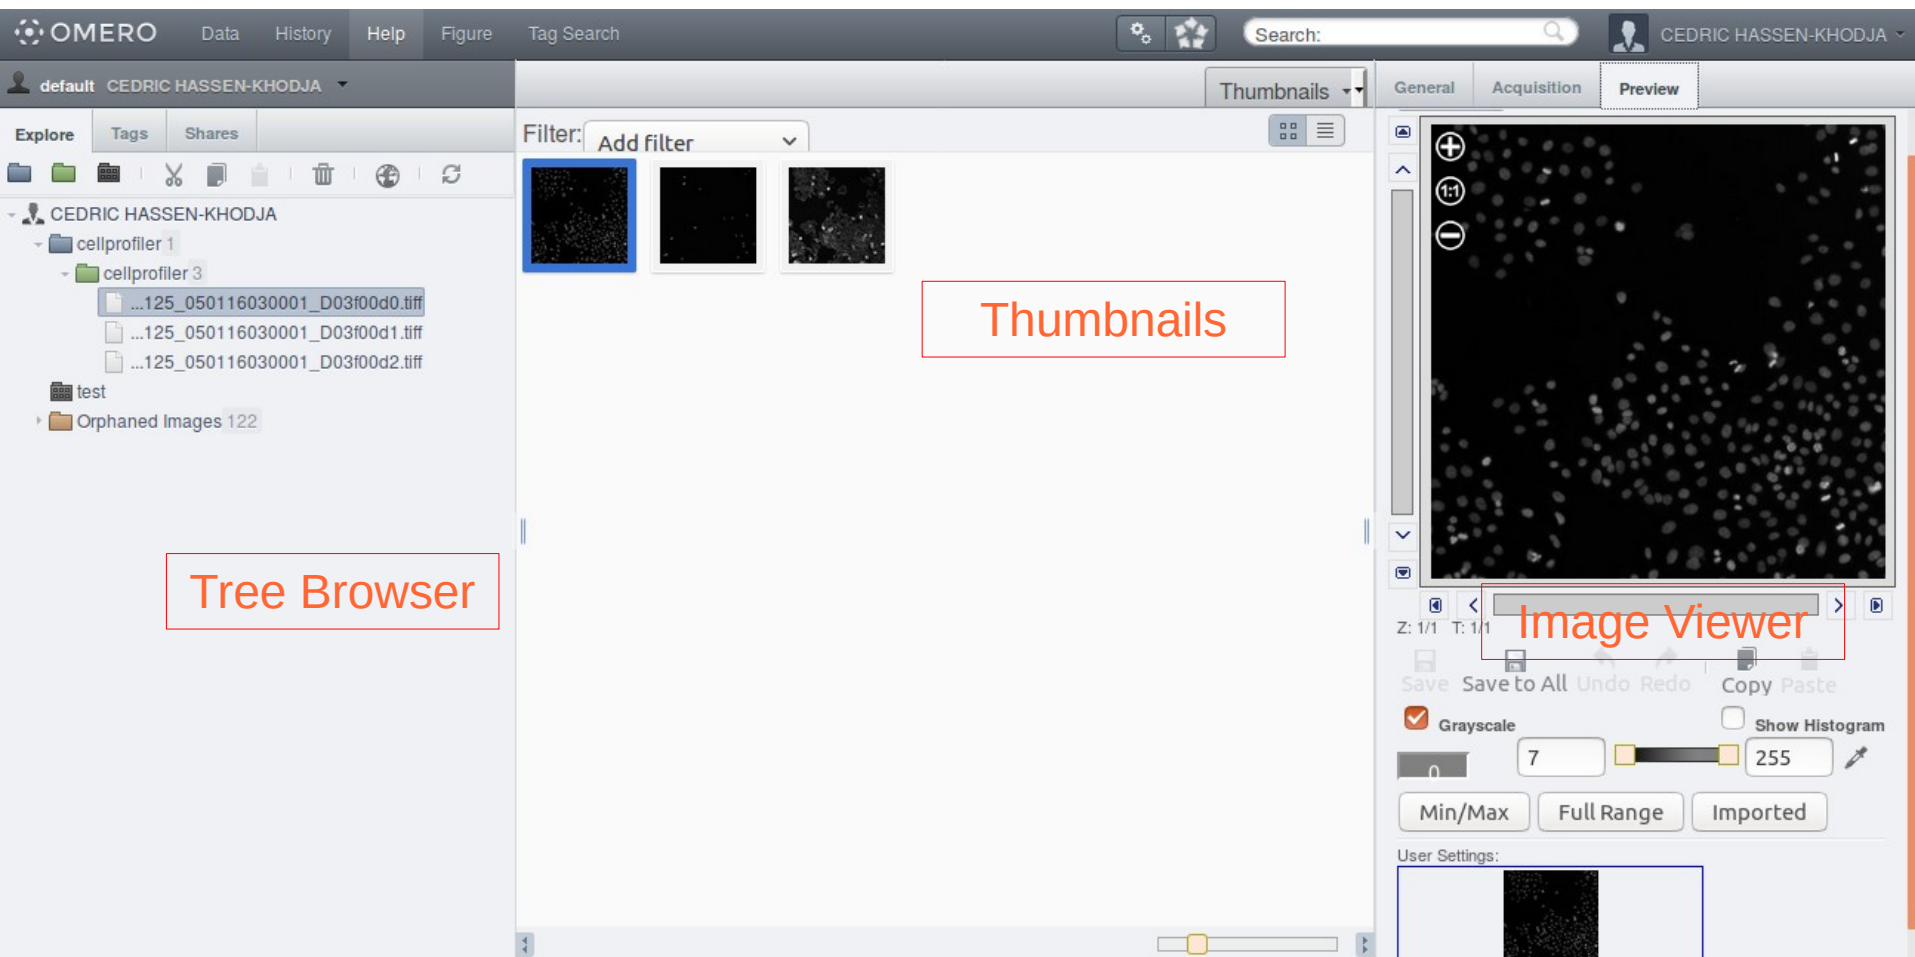 OMERO Data History Help Figure Tag Search Search: CEDRIC HASSEN-KHODJA
default CEDRIC HASSEN-KHODJA
Thumbnails
General Acquisition Preview
Explore Tags Shares
Filter: Add filter
CEDRIC HASSEN-KHODJA
cellprofiler 1
cellprofiler 3
...125_050116030001_D03f00d0.tiff
...125_050116030001_D03f00d1.tiff
...125_050116030001_D03f00d2.tiff
test
Orphaned Images 122
Tree Browser
Thumbnails
1:1
Image Viewer
Z: 1/1 T: 1/1
Save Save to All Undo Redo Copy Paste
Grayscale Show Histogram
0 7 255
Min/Max Full Range Imported
User Settings: